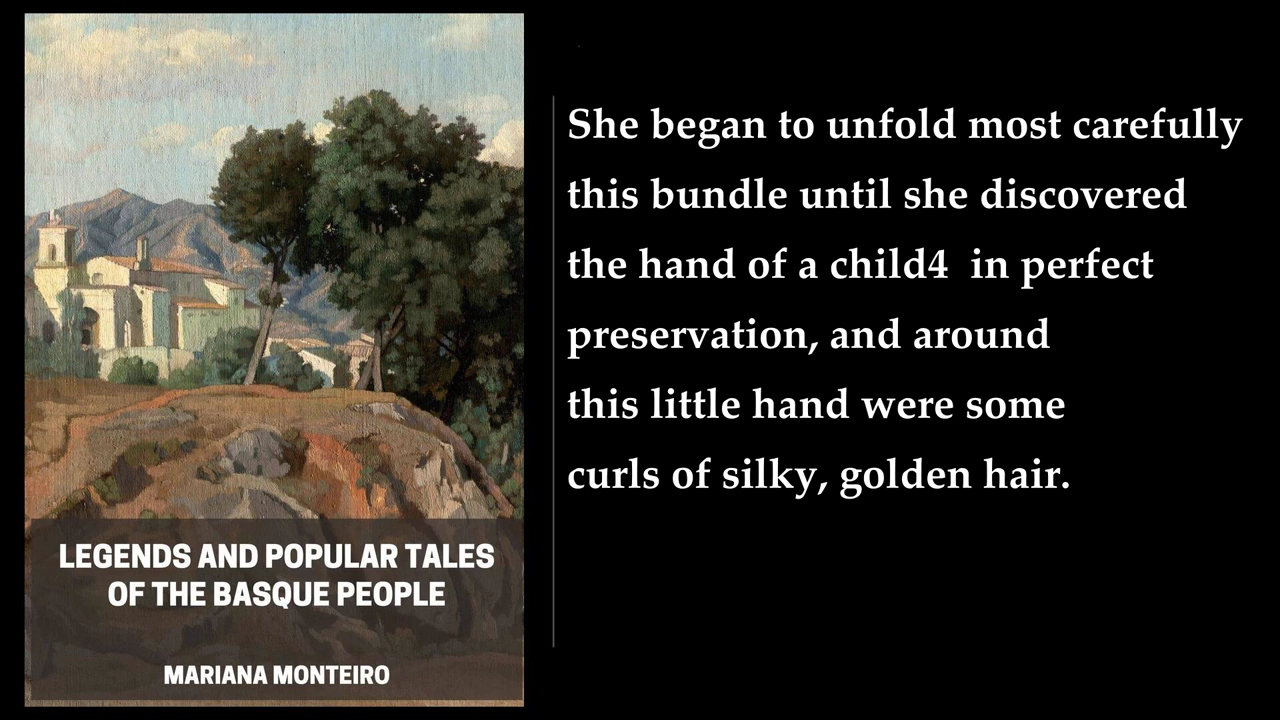 She began to unfold most carefully
this bundle until she discovered
the hand of a child4  in perfect
preservation, and around
this little hand were some
curls of silky, golden hair.
LEGENDS AND POPULAR TALES
OF THE BASQUE PEOPLE
MARIANA MONTEIRO